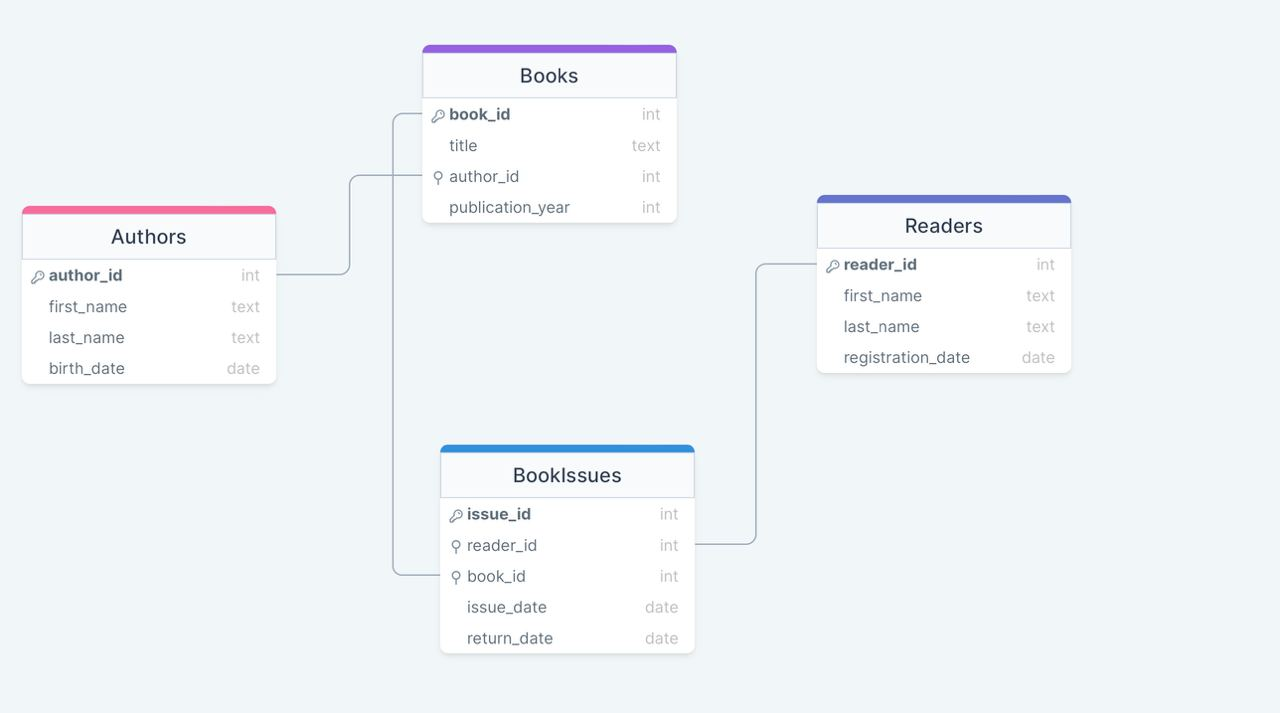 Books
book_id int
title text
author_id int
publication_year int
Authors
author_id int
first_name text
last_name text
birth_date date
Readers
reader_id int
first_name text
last_name text
registration_date date
BookIssues
issue_id int
reader_id int
book_id int
issue_date date
return_date date